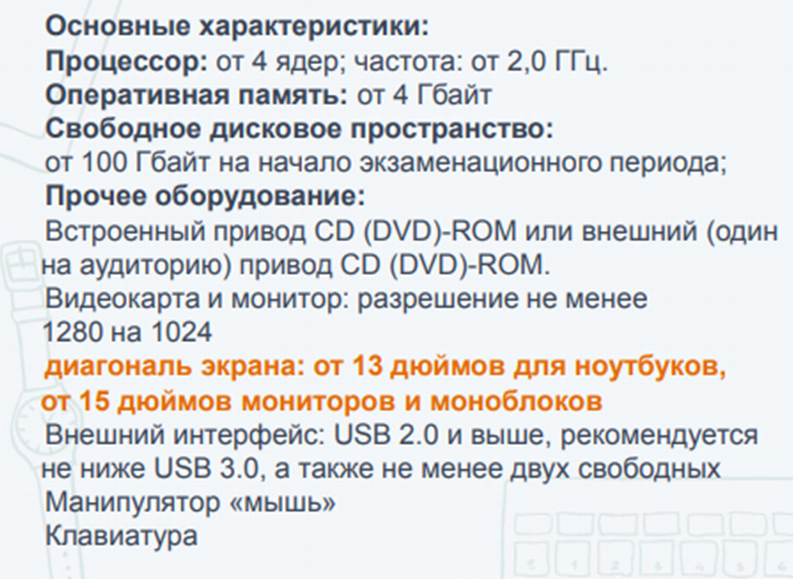 Основные характеристики:
Процессор: от 4 ядер; частота: от 2,0 ГГц.
Оперативная память: от 4 Гбайт
Свободное дисковое пространство:
от 100 Гбайт на начало экзаменационного периода;
Прочее оборудование:
Встроенный привод CD (DVD)-ROM или внешний (один
на аудиторию) привод CD (DVD)-ROM.
Видеокарта и монитор: разрешение не менее
1280 на 1024
диагональ экрана: от 13 дюймов для ноутбуков,
от 15 дюймов мониторов и моноблоков
Внешний интерфейс: USB 2.0 и выше, рекомендуется
не ниже USB 3.0, а также не менее двух свободных
Манипулятор «мышь»
Клавиатура